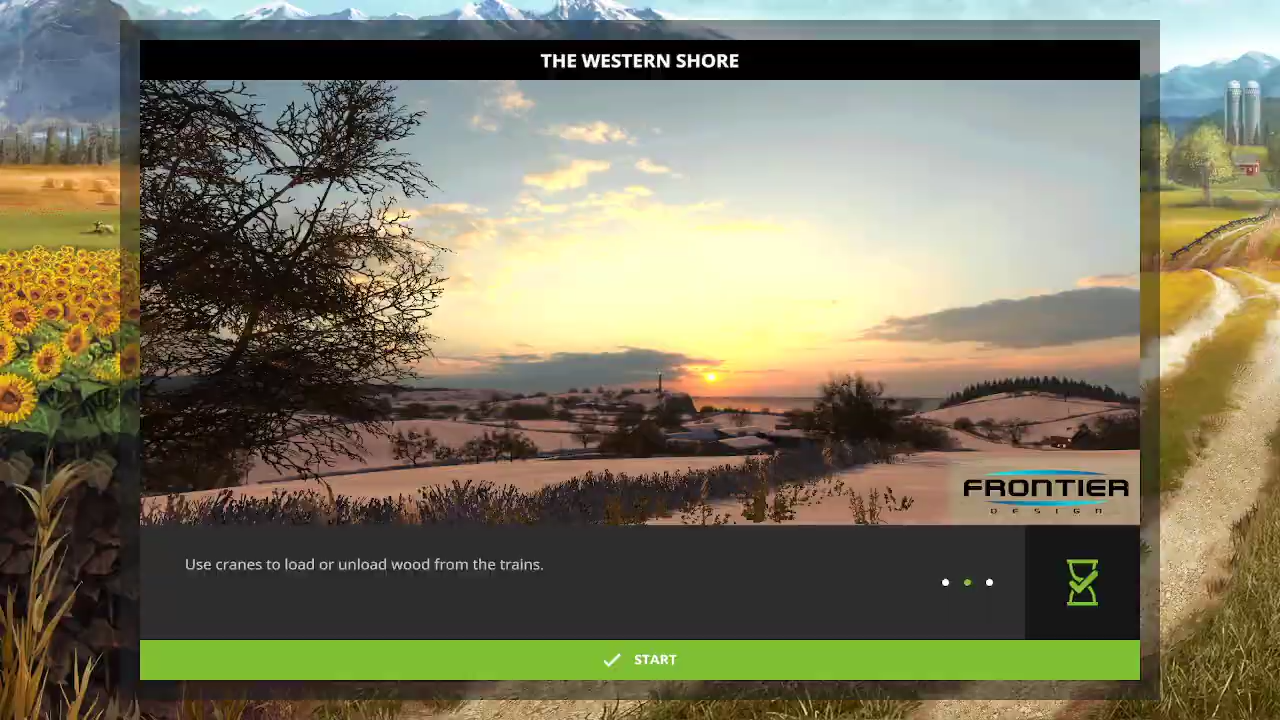 THE WESTERN SHORE
FRONTIER
DESIGN
Use cranes to load or unload wood from the trains.
START